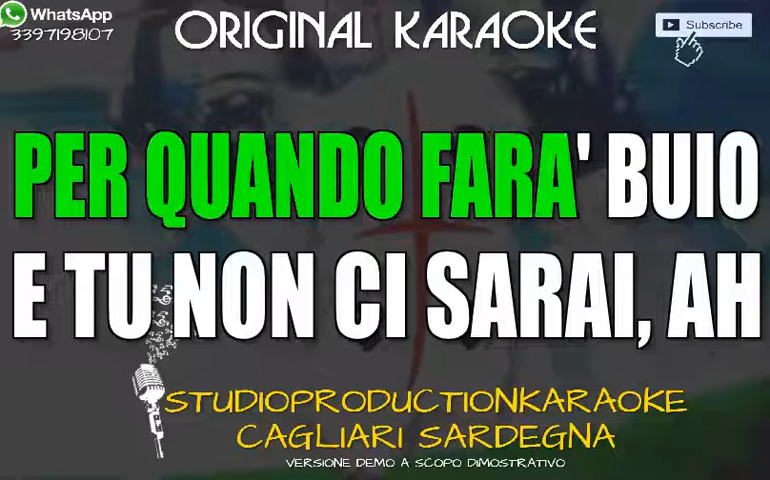 WhatsApp
3397198107
ORIGINAL KARAOKE
Subscribe
PER QUANDO FARA' BUIO
E TU NON CI SARAI, AH
STUDIOPRODUCTIONKARAOKE
CAGLIARI SARDEGNA
VERSIONE DEMO A SCOPO DIMOSTRATIVO